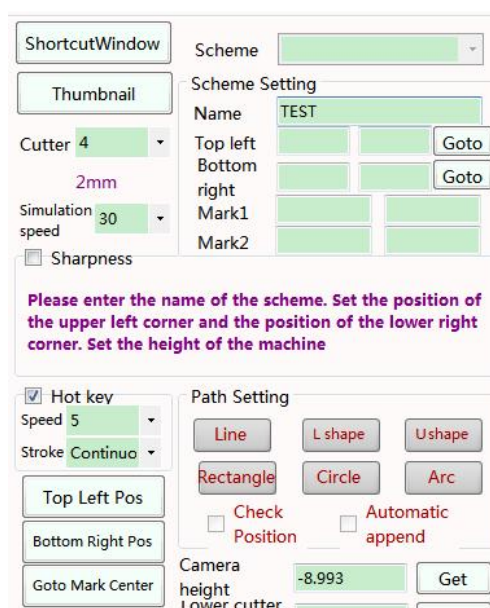 ShortcutWindow
Scheme
Thumbnail
Scheme Setting
Name TEST
Cutter 4
Top left Goto
2mm
Bottom
right Goto
Simulation
speed 30
Mark1
Mark2
Sharpness
Please enter the name of the scheme. Set the position of
the upper left corner and the position of the lower right
corner. Set the height of the machine
Hot key
Speed 5
Stroke Continuo
Path Setting
Line L shape Ushape
Rectangle Circle Arc
Check
Position
Automatic
append
Top Left Pos
Bottom Right Pos
Goto Mark Center
Camera
height -8.993 Get
Lower cutter